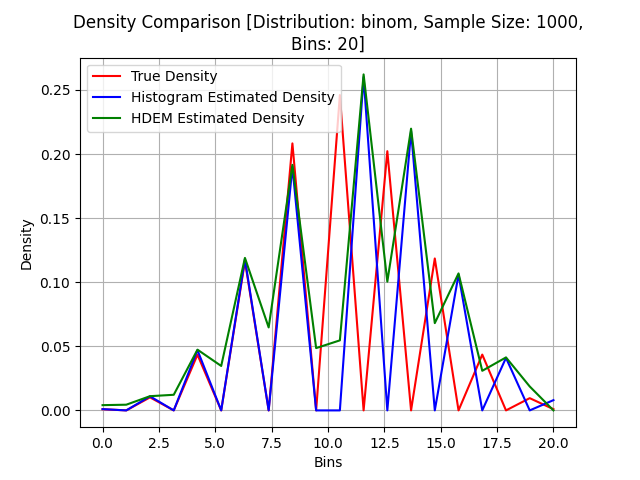 Density Comparison [Distribution: binom, Sample Size: 1000,
Bins: 20]
True Density
Histogram Estimated Density
HDEM Estimated Density
Density
0.25
0.20
0.15
0.10
0.05
0.00
0.0 2.5 5.0 7.5 10.0 12.5 15.0 17.5 20.0
Bins